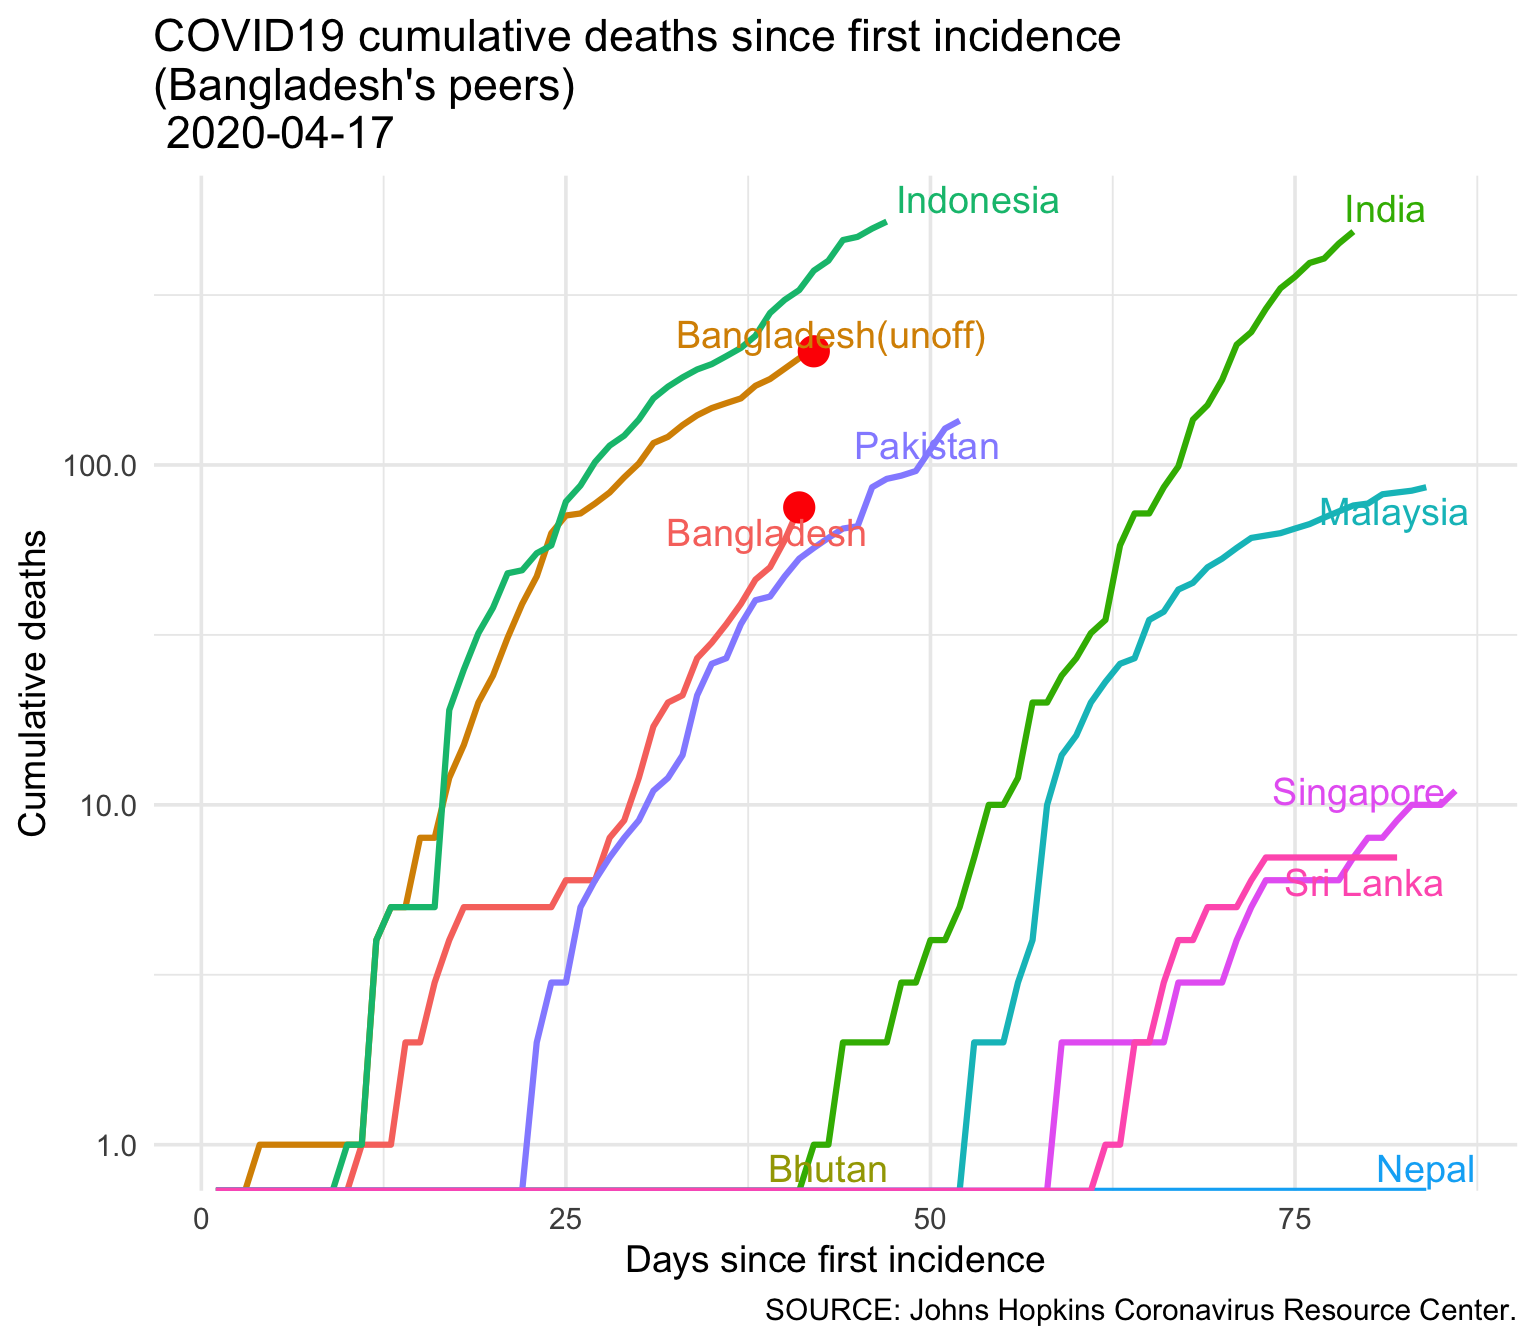 COVID19 cumulative deaths since first incidence
(Bangladesh's peers)
2020-04-17
Indonesia
India
Bangladesh(unoff)
Pakistan
100.0
Malaysia
Bangladesh
Cumulative deaths
Singapore
10.0
Sri Lanka
1.0
Bhutan
Nepal
0 25 50 75
Days since first incidence
SOURCE: Johns Hopkins Coronavirus Resource Center.